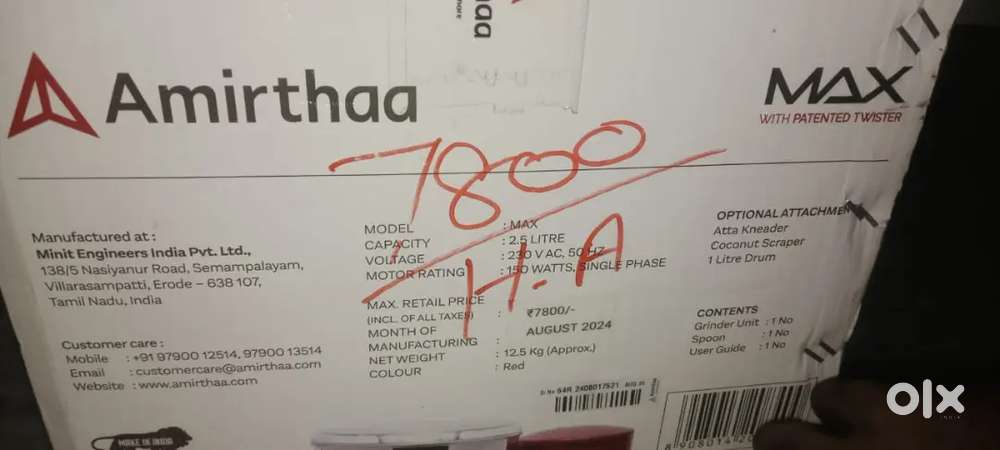 Amirthaa
MAX
WITH PATENTED TWISTER
7800
H.A
Manufactured at :
Minit Engineers India Pvt. Ltd.,
138/5 Nasiyanur Road, Semampalayam,
Villarasampatti, Erode – 638 107,
Tamil Nadu, India
Customer care :
Mobile : +91 97900 12514, 97900 13514
Email : customercare@amirthaa.com
Website : www.amirthaa.com
MAKE IN INDIA
MODEL : MAX
CAPACITY : 2.5 LITRE
VOLTAGE : 230 V AC, 50 HZ
MOTOR RATING : 150 WATTS, SINGLE PHASE
MAX. RETAIL PRICE
(INCL. OF ALL TAXES) : ₹7800/-
MONTH OF
MANUFACTURING : AUGUST 2024
NET WEIGHT : 12.5 Kg (Approx.)
COLOUR : Red
OPTIONAL ATTACHMEN
Atta Kneader
Coconut Scraper
1 Litre Drum
CONTENTS
Grinder Unit : 1 No
Spoon : 1 No
User Guide : 1 No
olx
INDIA